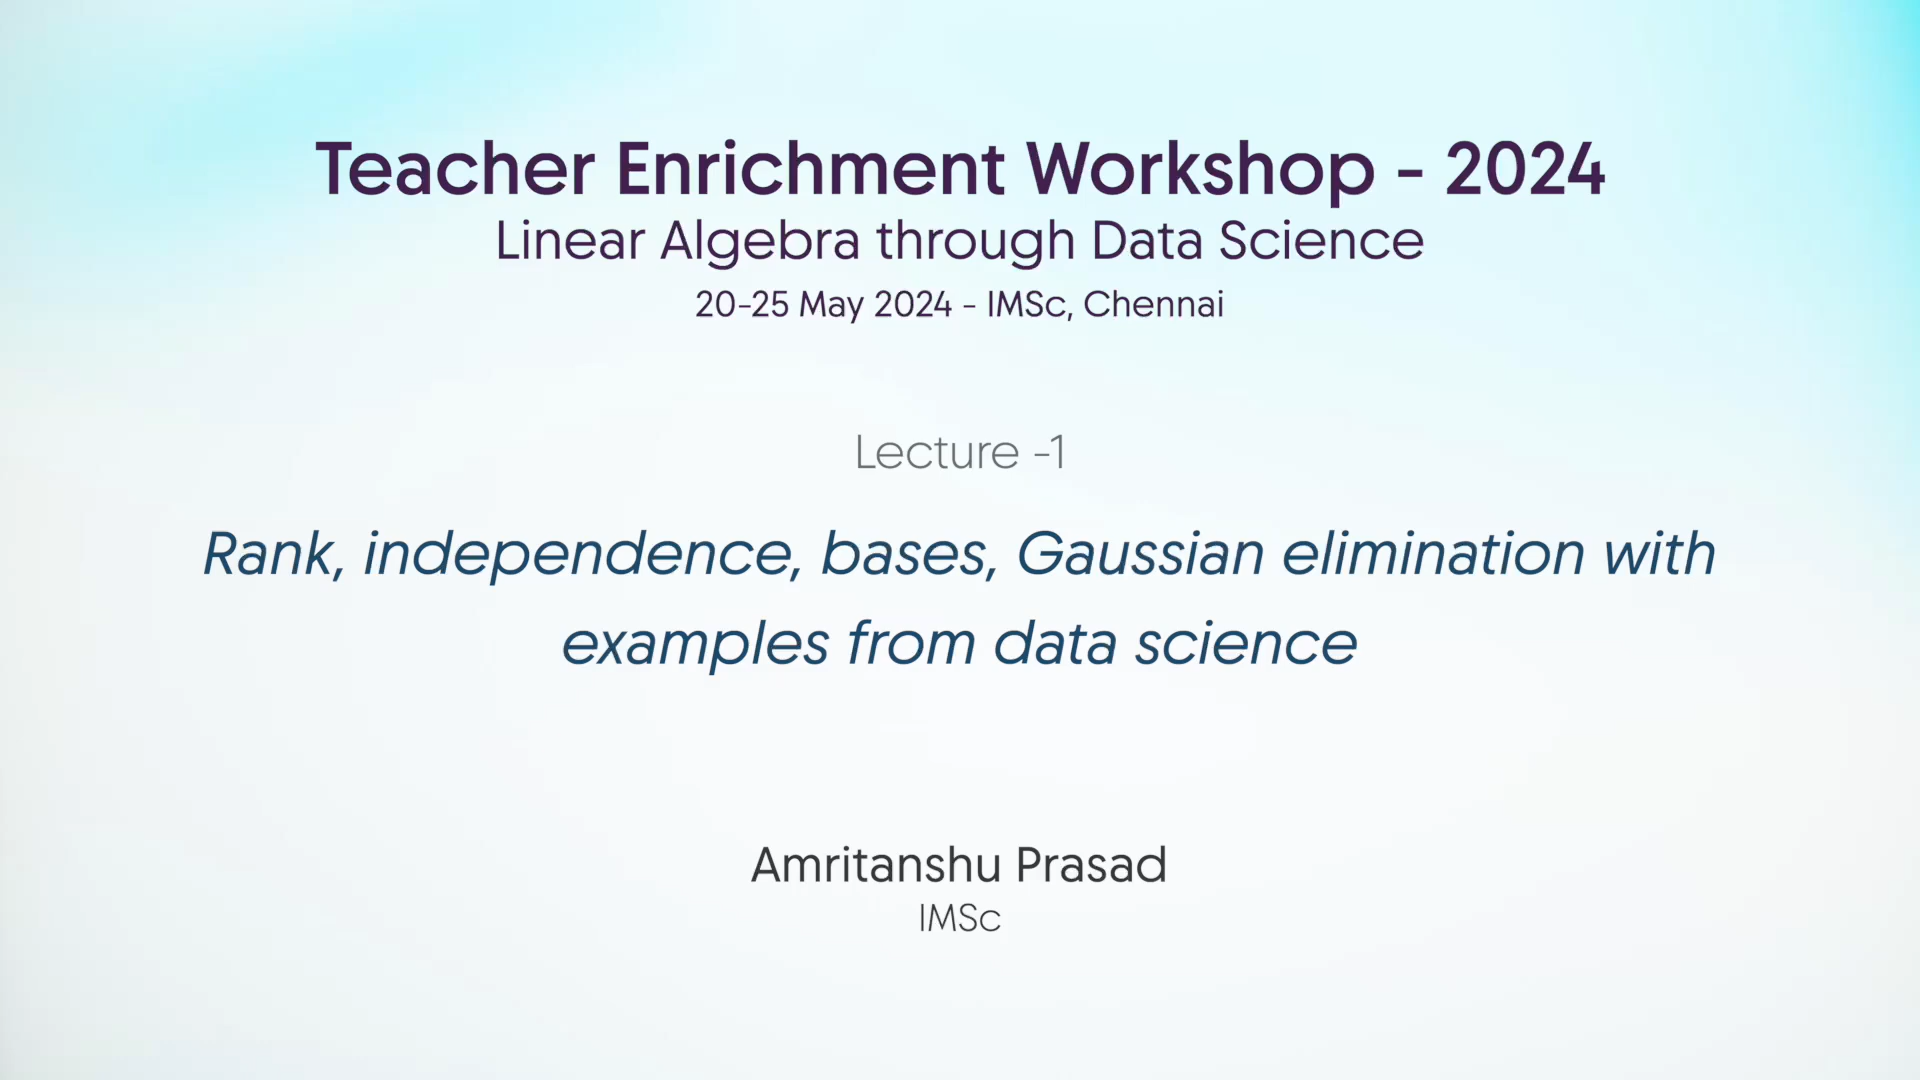 Teacher Enrichment Workshop - 2024
Linear Algebra through Data Science
20-25 May 2024 - IMSc, Chennai
Lecture -1
Rank, independence, bases, Gaussian elimination with
examples from data science
Amritanshu Prasad
IMSc